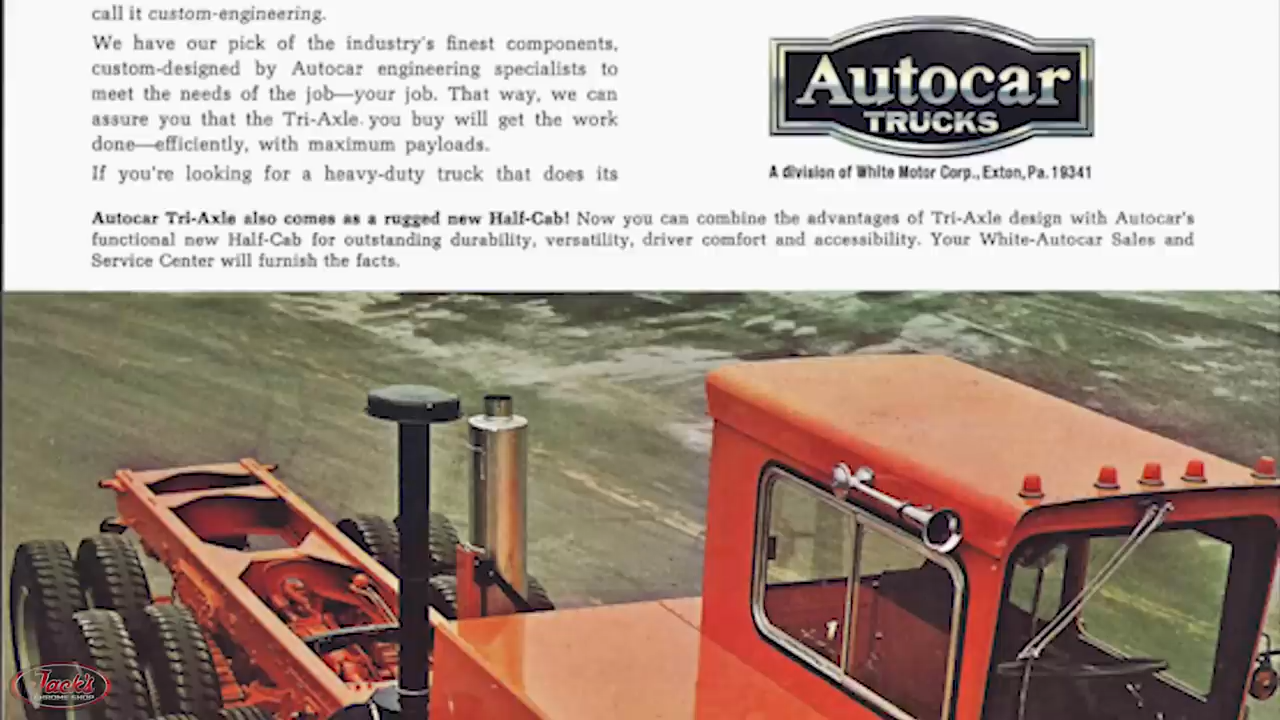 call it custom-engineering.
We have our pick of the industry's finest components,
custom-designed by Autocar engineering specialists to
meet the needs of the job—your job. That way, we can
assure you that the Tri-Axle you buy will get the work
done—efficiently, with maximum payloads.
If you're looking for a heavy-duty truck that does its
Autocar
TRUCKS
A division of White Motor Corp., Exton, Pa. 19341
Autocar Tri-Axle also comes as a rugged new Half-Cab! Now you can combine the advantages of Tri-Axle design with Autocar's
functional new Half-Cab for outstanding durability, versatility, driver comfort and accessibility. Your White-Autocar Sales and
Service Center will furnish the facts.
Jack's
CHROME SHOP